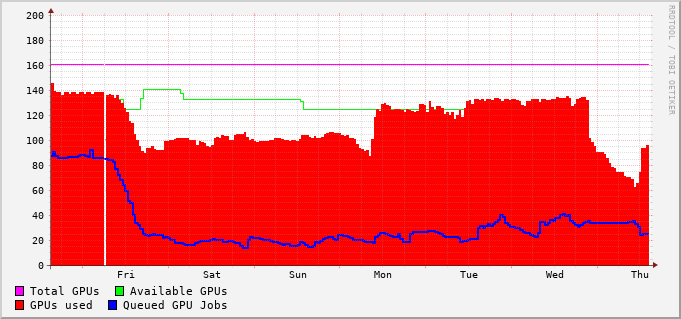 RRDTOOL / TOBI OETIKER
200
180
160
140
120
100
80
60
40
20
0
Fri Sat Sun Mon Tue Wed Thu
Total GPUs Available GPUs
GPUs used Queued GPU Jobs